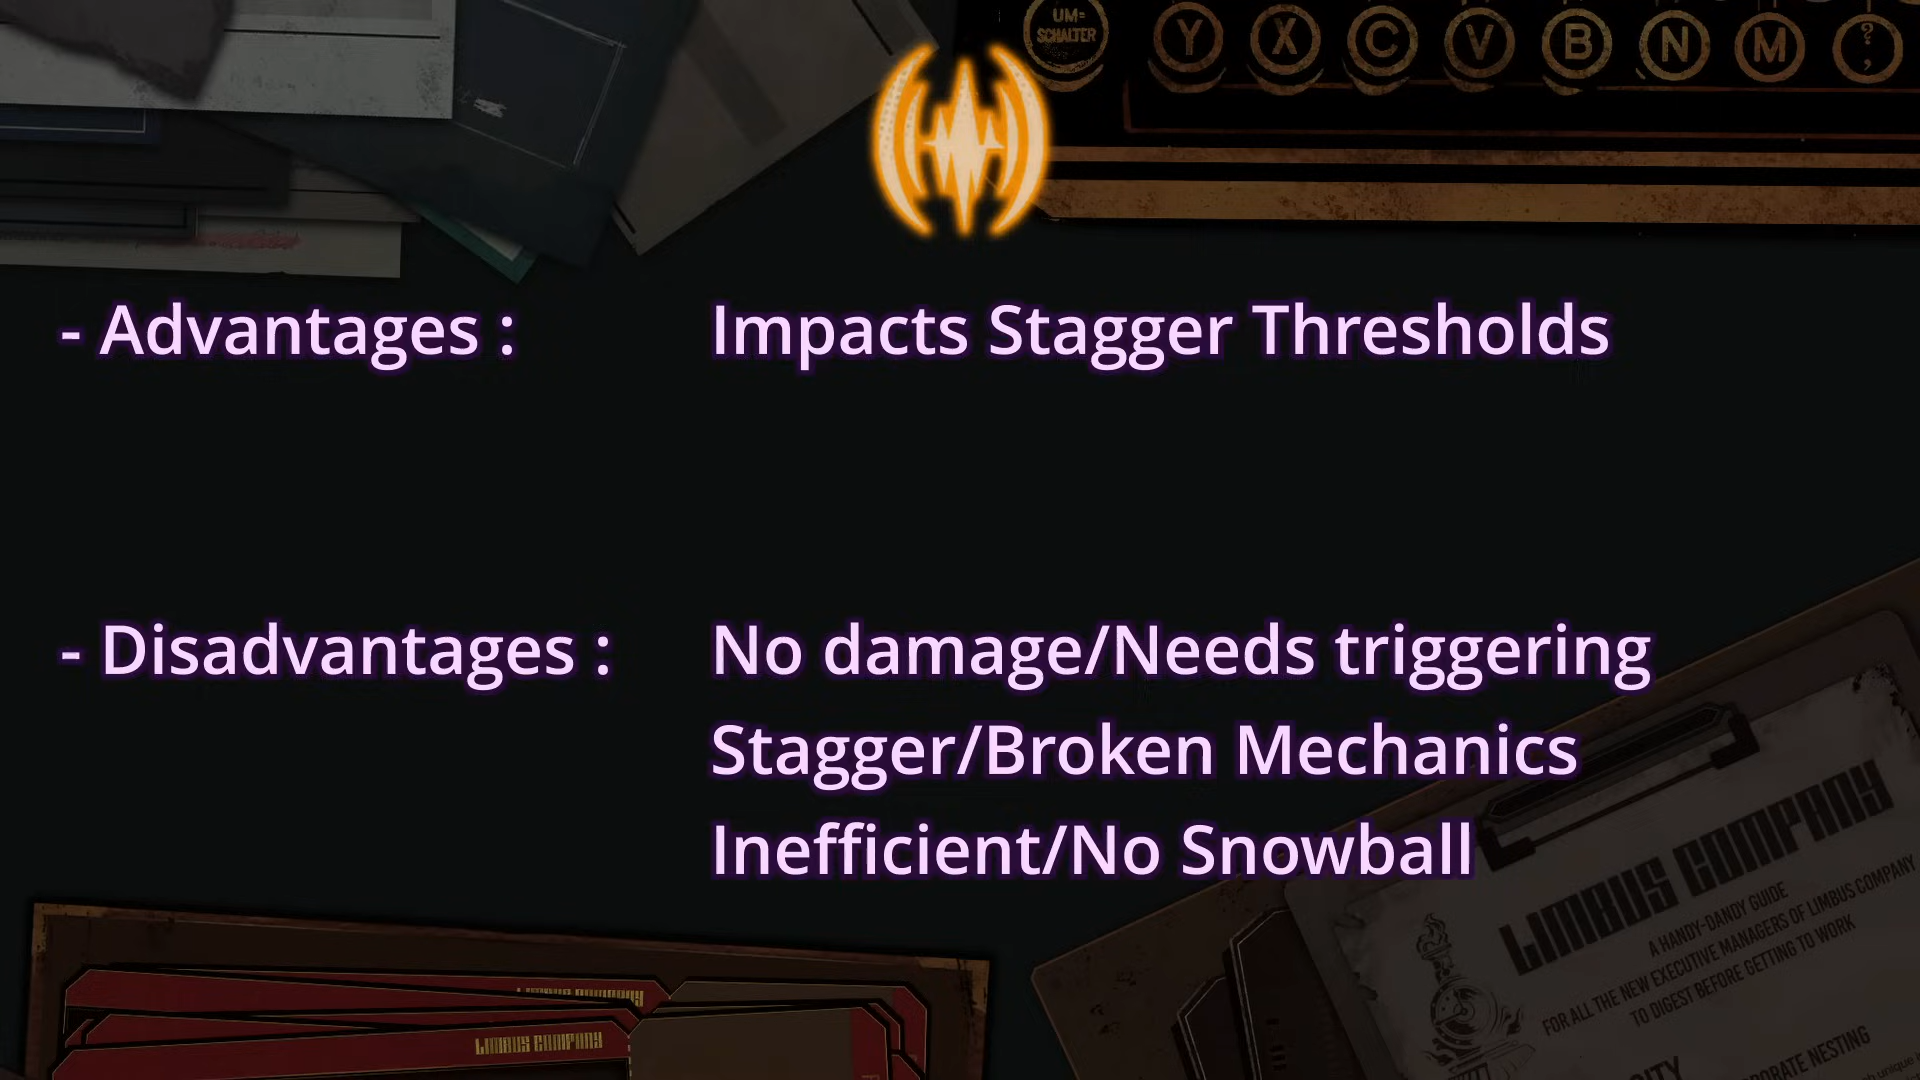 UM=
SCHALTER
Y X C V B N M ? ;
- Advantages : Impacts Stagger Thresholds
- Disadvantages : No damage/Needs triggering
Stagger/Broken Mechanics
Inefficient/No Snowball
LIMBUS COMPANY
A HANDY-DANDY GUIDE
FOR ALL THE NEW EXECUTIVE MANAGERS OF LIMBUS COMPANY
TO DIGEST BEFORE GETTING TO WORK
LIMBUS COMPANY
LIMBUS COMPANY